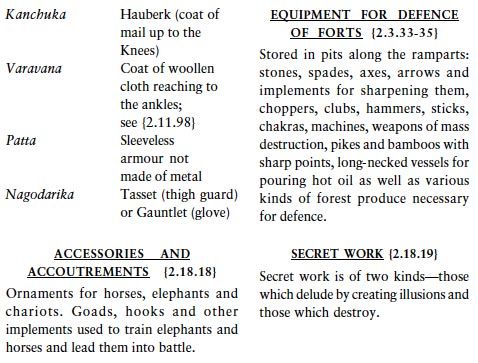 Kanchuka Hauberk (coat of
mail up to the
Knees)
Varavana Coat of woollen
cloth reaching to
the ankles;
see {2.11.98}
Patta Sleeveless
armour not
made of metal
Nagodarika Tasset (thigh guard)
or Gauntlet (glove)
ACCESSORIES AND
ACCOUTREMENTS {2.18.18}
Ornaments for horses, elephants and
chariots. Goads, hooks and other
implements used to train elephants and
horses and lead them into battle.
EQUIPMENT FOR DEFENCE
OF FORTS {2.3.33-35}
Stored in pits along the ramparts:
stones, spades, axes, arrows and
implements for sharpening them,
choppers, clubs, hammers, sticks,
chakras, machines, weapons of mass
destruction, pikes and bamboos with
sharp points, long-necked vessels for
pouring hot oil as well as various
kinds of forest produce necessary
for defence.
SECRET WORK {2.18.19}
Secret work is of two kinds—those
which delude by creating illusions and
those which destroy.